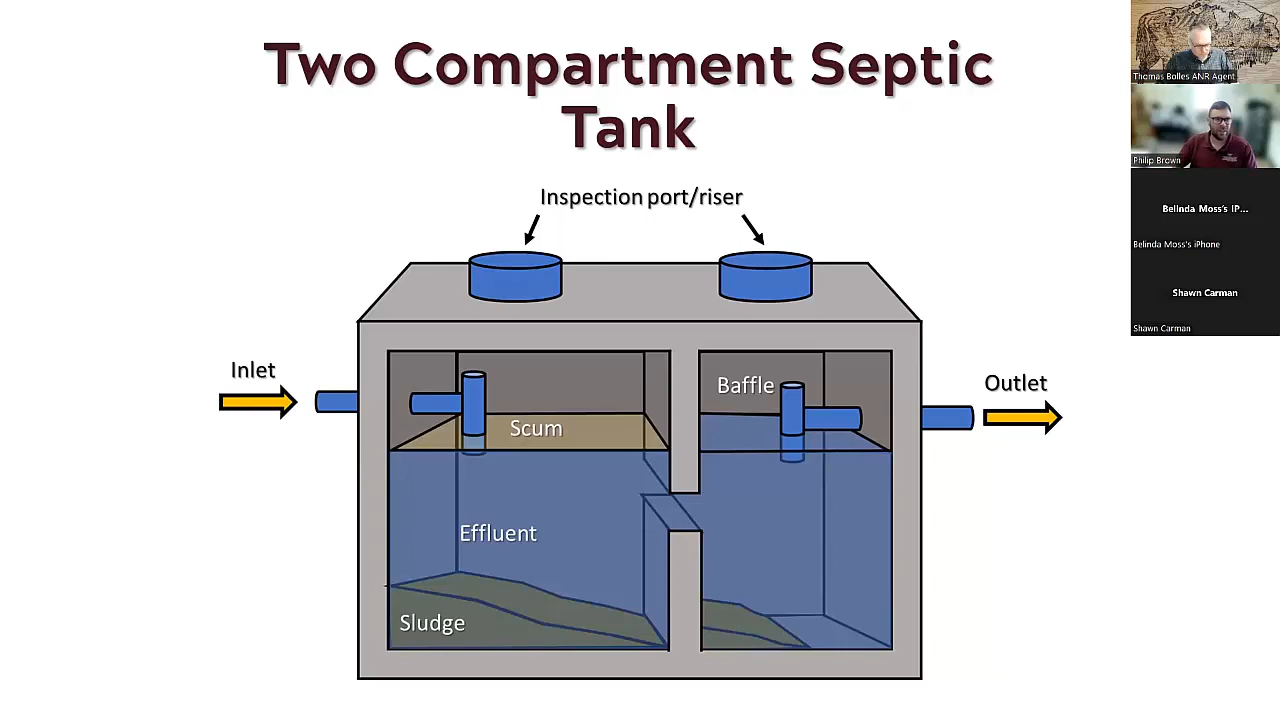 Two Compartment Septic
Tank
Inspection port/riser
Inlet
Scum
Baffle
Outlet
Effluent
Sludge
Thomas Bolles ANR Agent
Philip Brown
Belinda Moss's iP...
Belinda Moss's iPhone
Shawn Carman
Shawn Carman